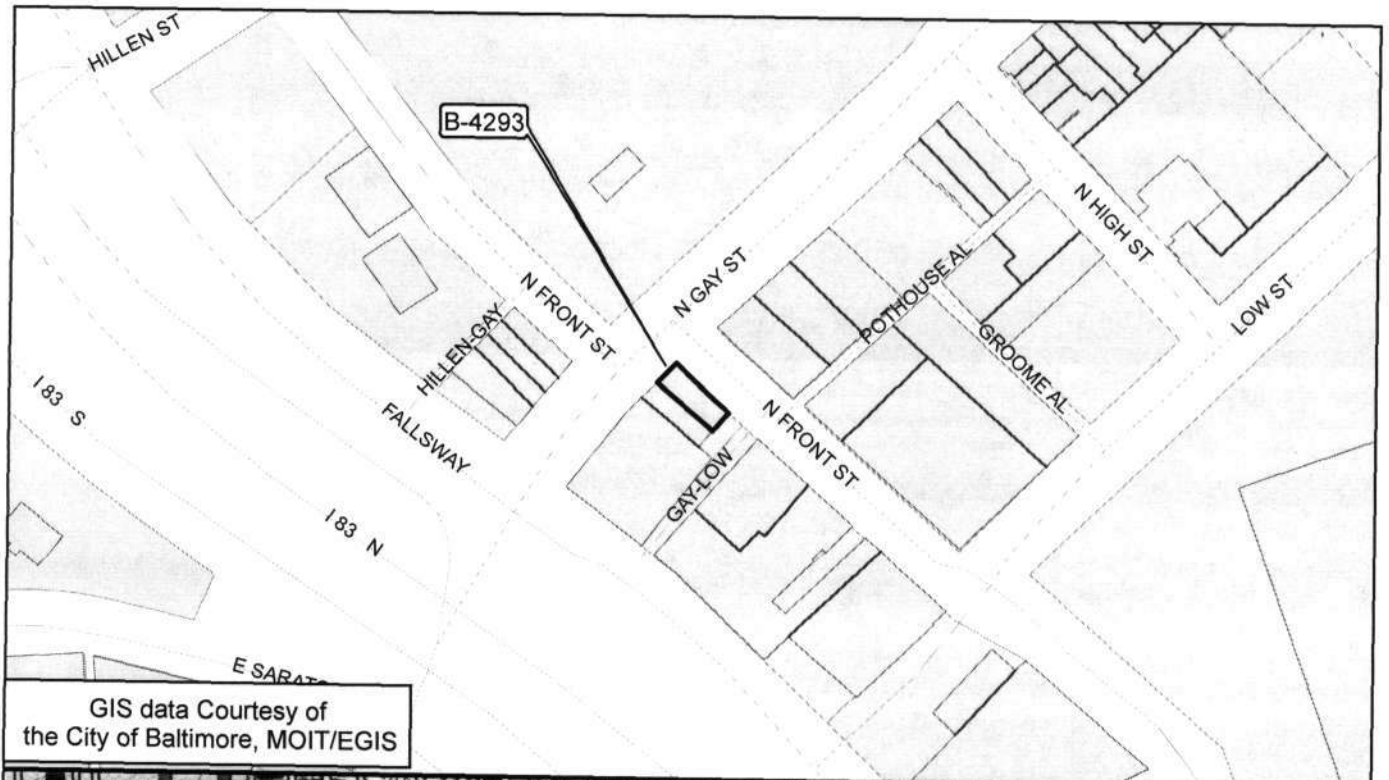 HILLEN ST
B-4293
N HIGH ST
N GAY ST
POTHOUSE AL
LOW ST
N FRONT ST
GROOME AL
HILLEN-GAY
I 83 S
FALLSWAY
N FRONT ST
GAY-LOW
I 83 N
E
GIS data Courtesy of
the City of Baltimore, MOIT/EGIS